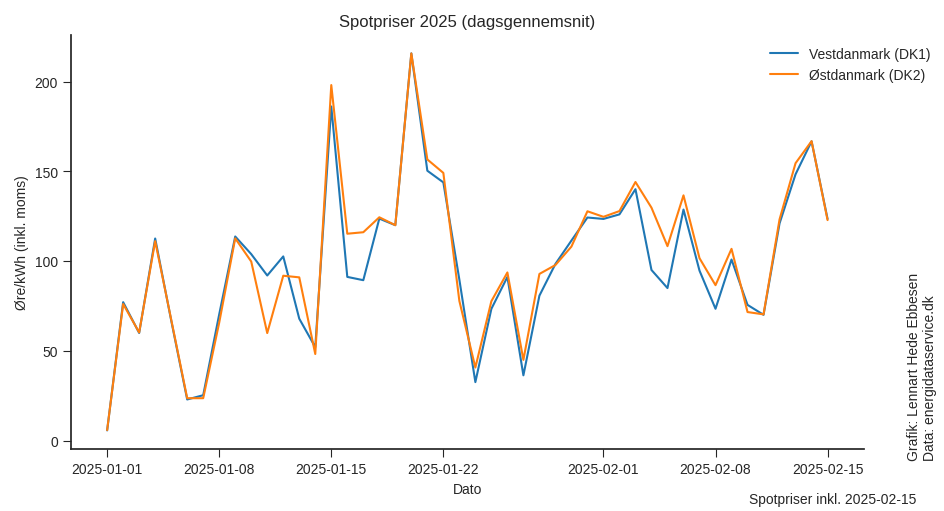 Spotpriser 2025 (dagsgennemsnit)
Vestdanmark (DK1)
Østdanmark (DK2)
Øre/kWh (inkl. moms)
200
150
100
50
0
2025-01-01
2025-01-08
2025-01-15
2025-01-22
2025-02-01
2025-02-08
2025-02-15
Dato
Grafik: Lennart Hede Ebbesen
Data: energidataservice.dk
Spotpriser inkl. 2025-02-15